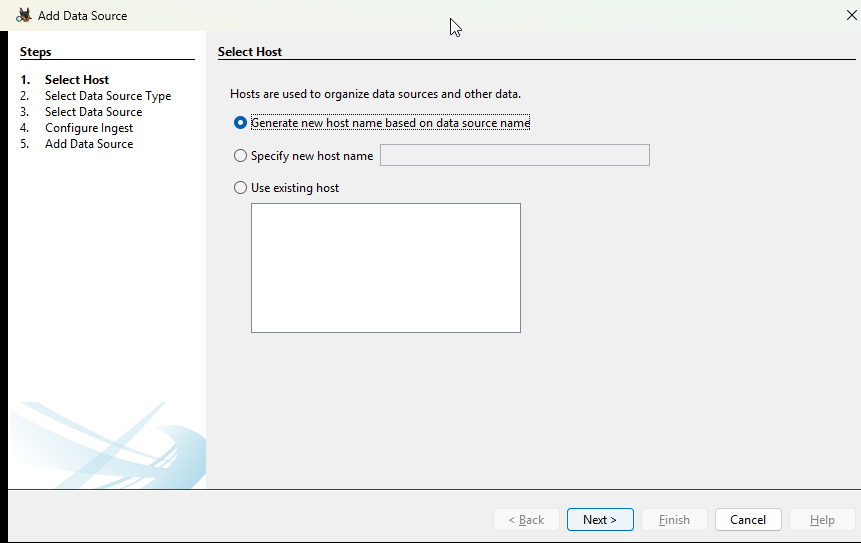 Add Data Source
Steps
1. Select Host
2. Select Data Source Type
3. Select Data Source
4. Configure Ingest
5. Add Data Source
Select Host
Hosts are used to organize data sources and other data.
Generate new host name based on data source name
Specify new host name
Use existing host
< Back
Next >
Finish
Cancel
Help